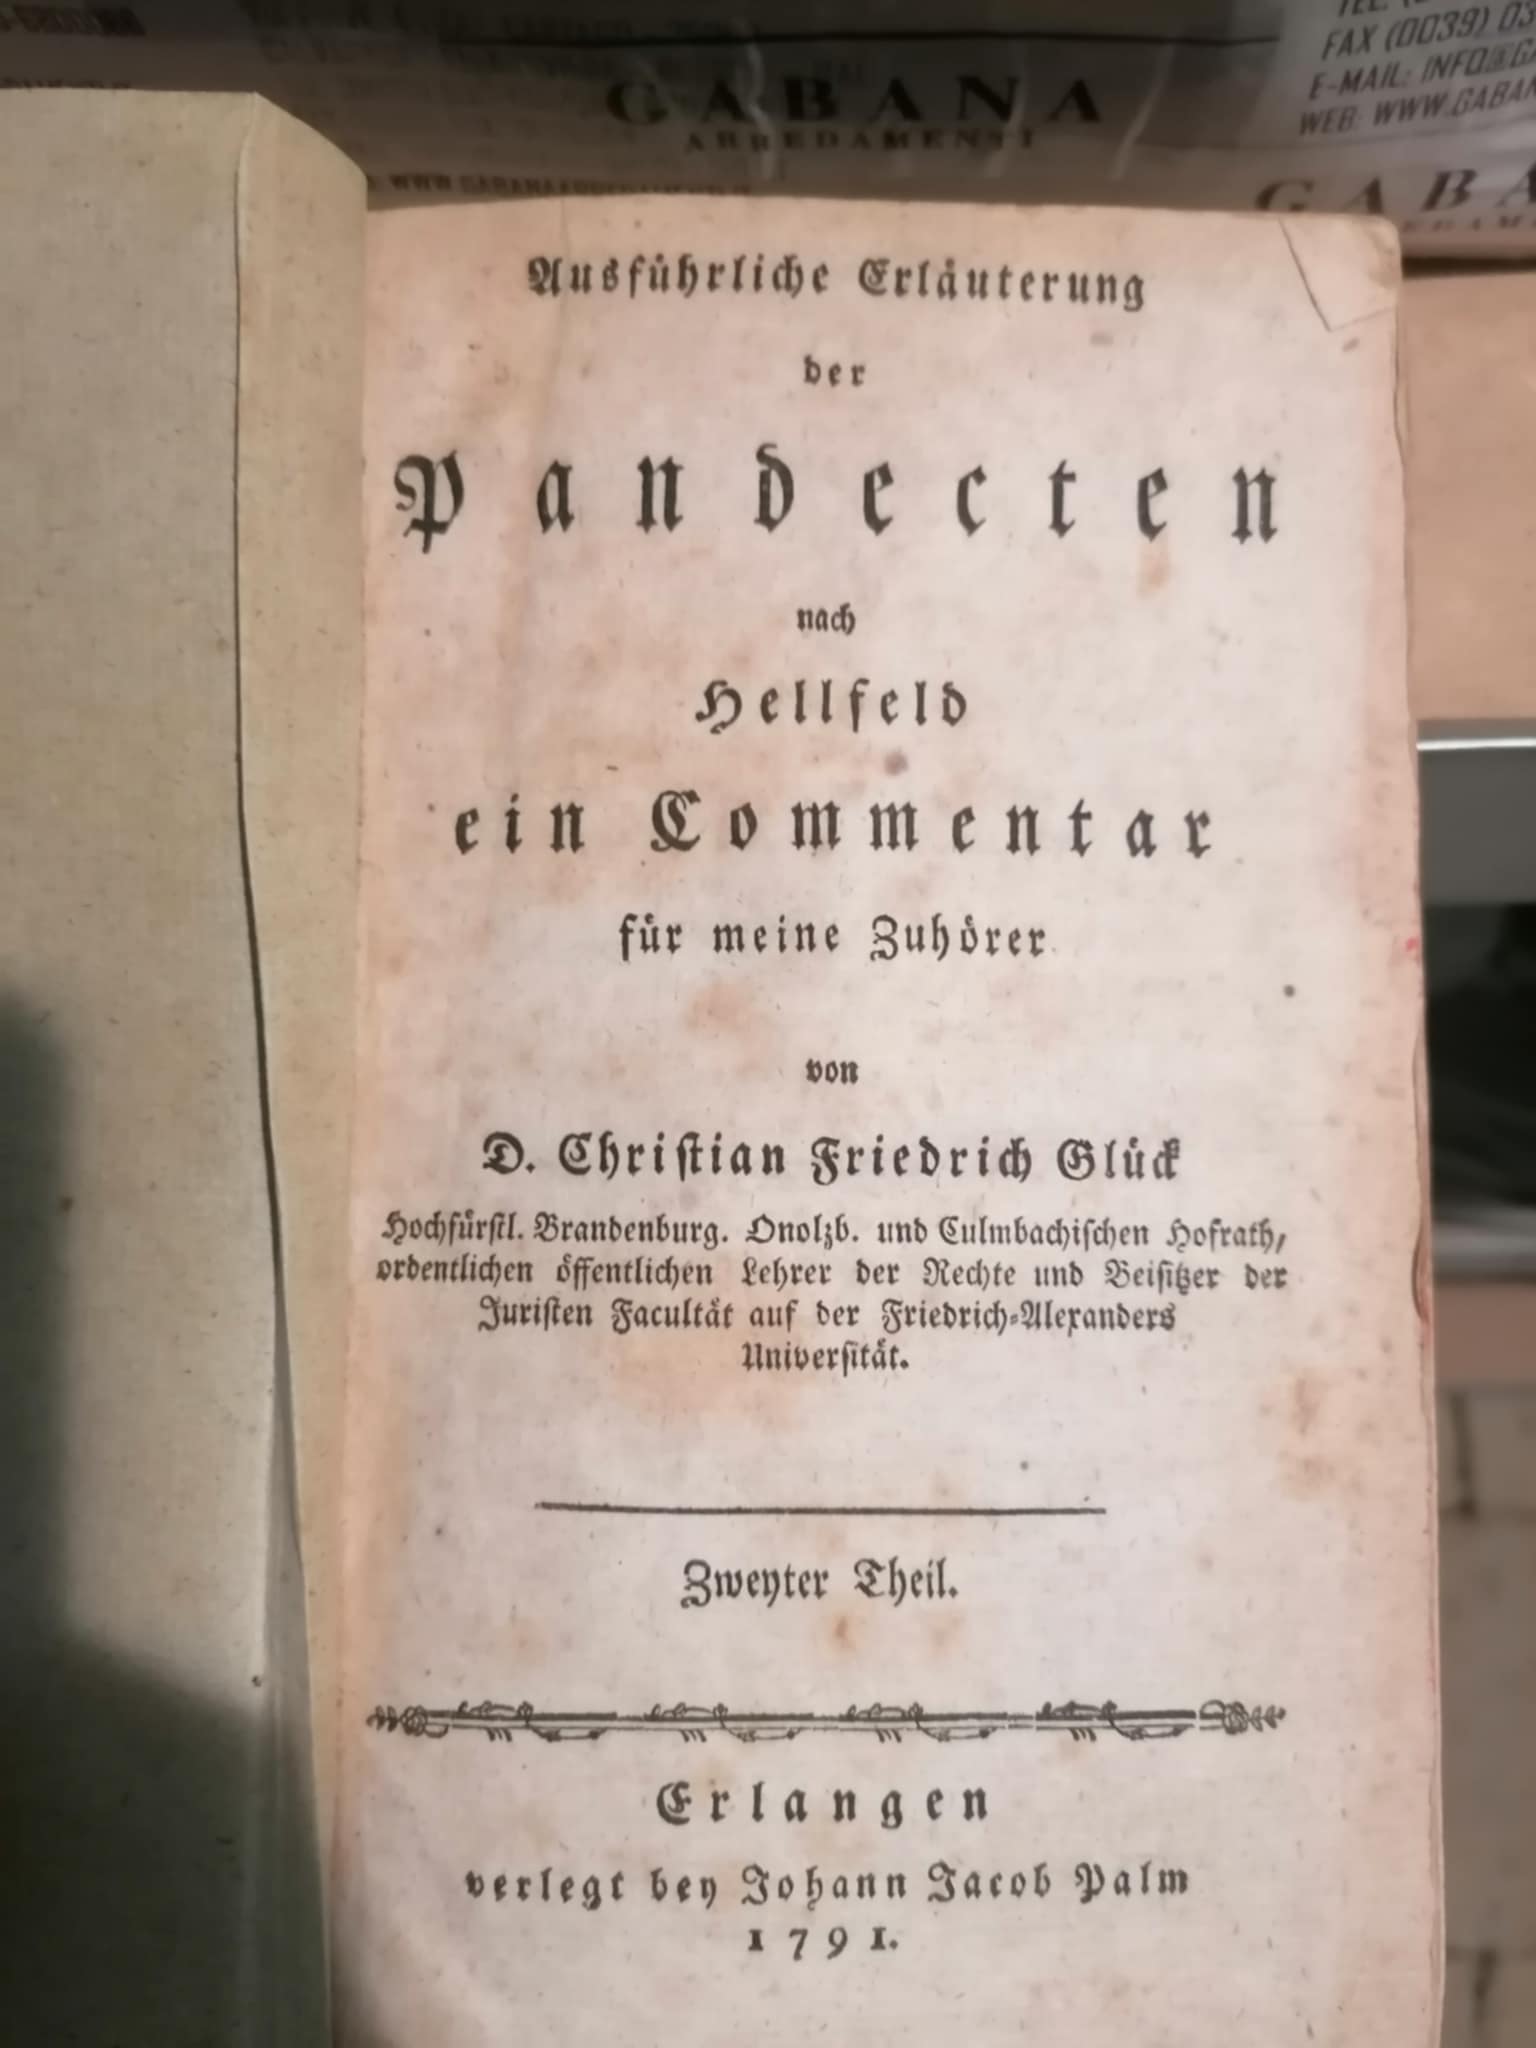 GABANA
ARREDAMENTI
FAX (0039) 03
E-MAIL: INFO@GA
WEB: WWW.GABAN
GABA
Ausführliche Erläuterung
der
Pandecten
nach
Hellfeld
ein Commentar
für meine Zuhörer
von
D. Christian Friedrich Glück
Hochfürstl. Brandenburg. Onolzb. und Culmbachischen Hofrath,
ordentlichen öffentlichen Lehrer der Rechte und Beisitzer der
Juristen Facultät auf der Friedrich-Alexanders
Universität.
Zweyter Theil.
Erlangen
verlegt bey Johann Jacob Palm
1791.